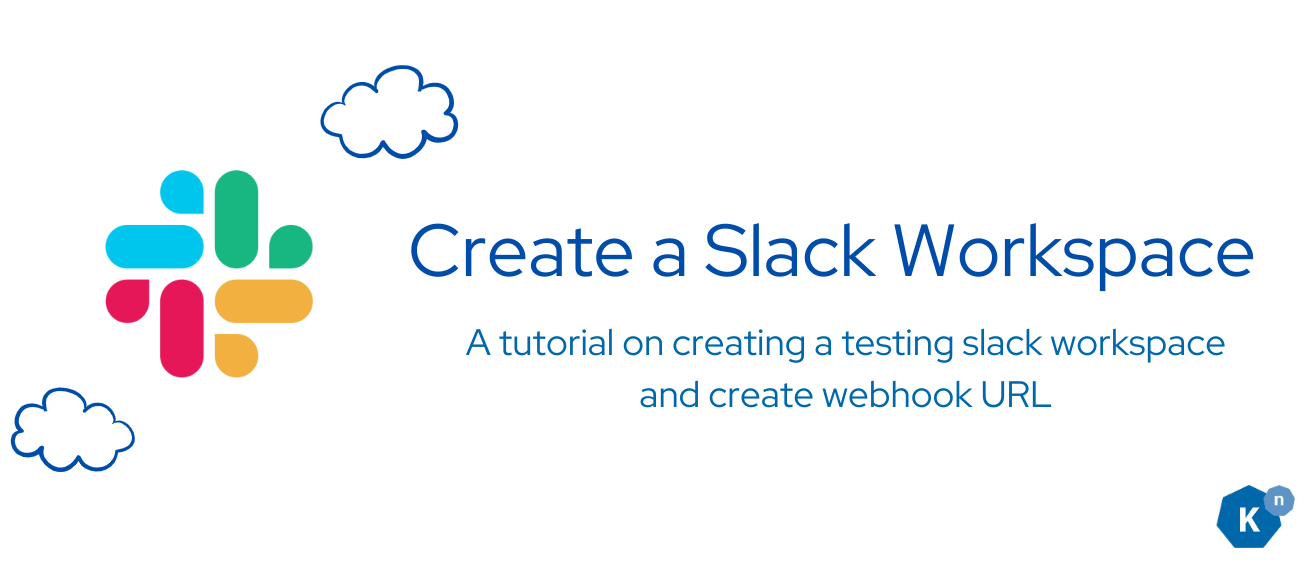 Create a Slack Workspace
A tutorial on creating a testing slack workspace
and create webhook URL
K n